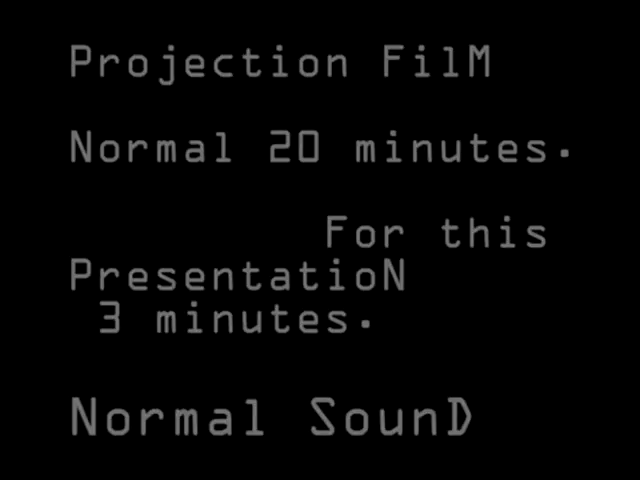 Projection FilM
Normal 20 minutes.
For this
PresentatioN
3 minutes.
Normal SounD